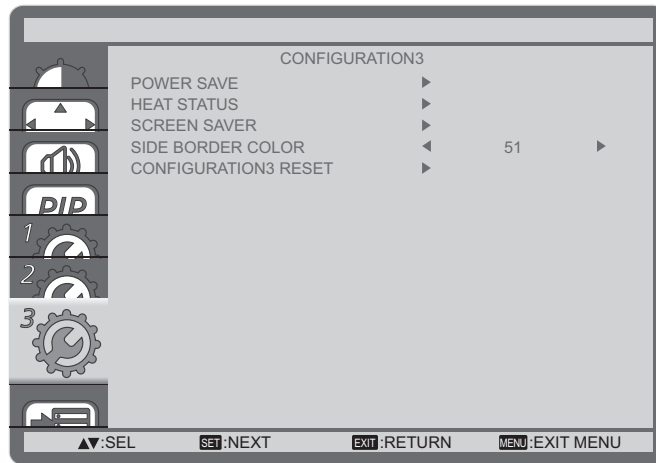 CONFIGURATION3
POWER SAVE
HEAT STATUS
SCREEN SAVER
SIDE BORDER COLOR 51
CONFIGURATION3 RESET
PIP
1
2
3
▲▼:SEL SET:NEXT EXIT:RETURN MENU:EXIT MENU